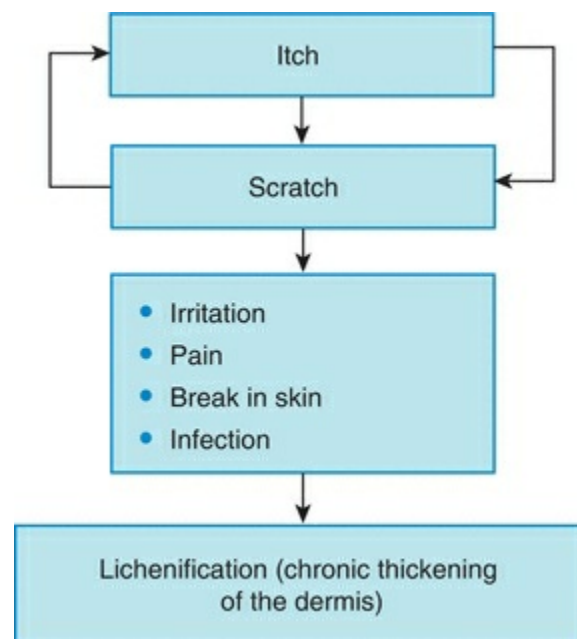 Itch
Scratch
• Irritation
• Pain
• Break in skin
• Infection
Lichenification (chronic thickening
of the dermis)